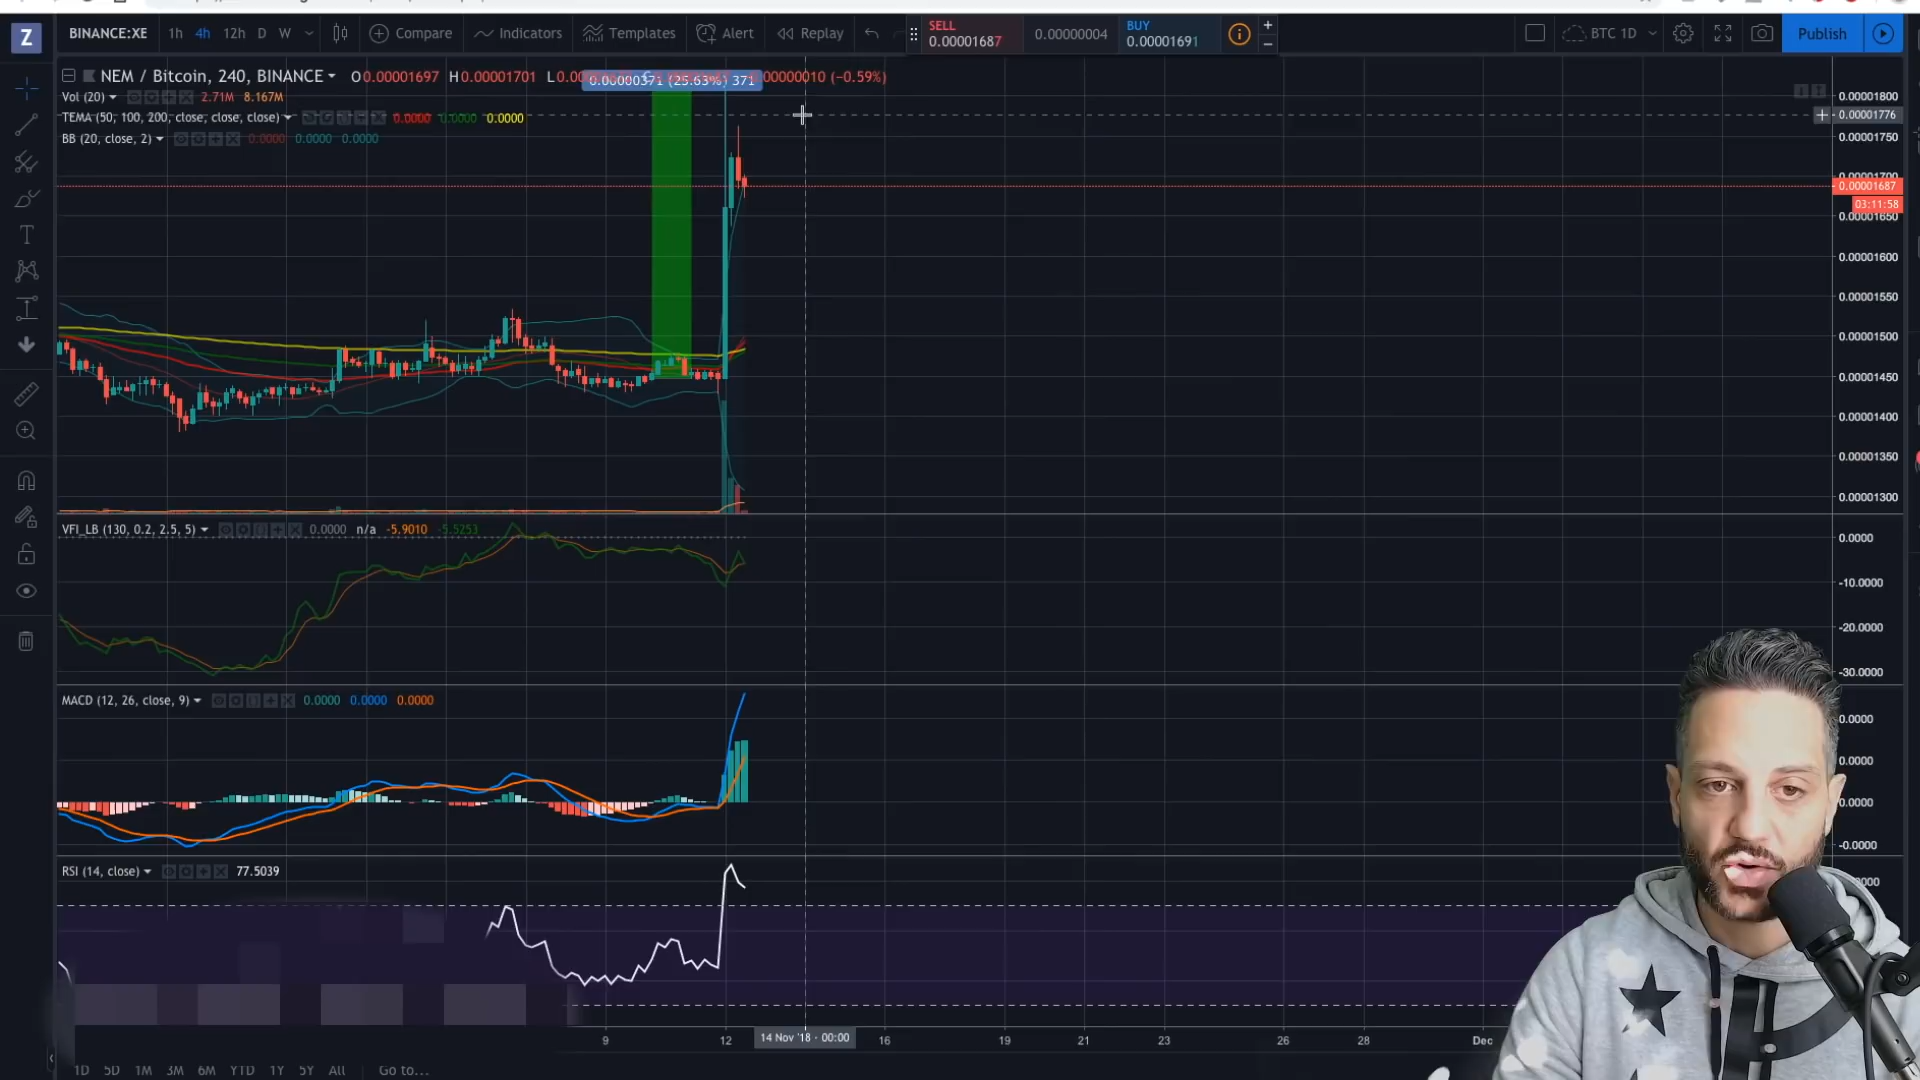 Z BINANCE:XE 1h 4h 12h D W Compare Indicators Templates Alert Replay SELL 0.00001687 0.00000004 BUY 0.00001691 BTC 1D Publish
NEM / Bitcoin, 240, BINANCE O0.00001697 H0.00001701 L0.00 0.00000371 (25.63%) 371 00000010 (−0.59%)
Vol (20) 2.71M 8.167M
TEMA (50, 100, 200, close, close, close) 0.0000 0.0000 0.0000
BB (20, close, 2) 0.0000 0.0000 0.0000
0.00001800
0.00001776
0.00001750
0.00001687
03:11:58
0.00001650
0.00001600
0.00001550
0.00001500
0.00001450
0.00001400
0.00001350
0.00001300
VFI_LB (130, 0.2, 2.5, 5) 0.0000 n/a -5.9010 -5.5253
0.0000
-10.0000
-20.0000
-30.0000
MACD (12, 26, close, 9) 0.0000 0.0000 0.0000
0.0000
0.0000
0.0000
-0.0000
RSI (14, close) 77.5039
9 12 14 Nov '18 - 00:00 16 19 21 23 26 28 Dec
1D 5D 1M 3M 6M YTD 1Y 5Y All Go to...